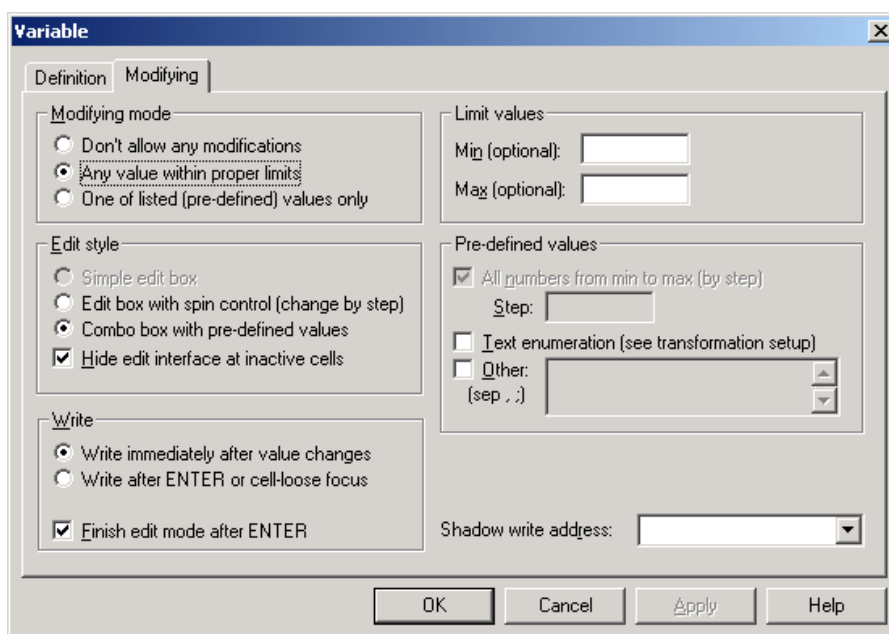 Variable
Definition
Modifying
Modifying mode
Don't allow any modifications
Any value within proper limits
One of listed (pre-defined) values only
Limit values
Min (optional):
Max (optional):
Edit style
Simple edit box
Edit box with spin control (change by step)
Combo box with pre-defined values
Hide edit interface at inactive cells
Pre-defined values
All numbers from min to max (by step)
Step:
Text enumeration (see transformation setup)
Other:
(sep , ;)
Write
Write immediately after value changes
Write after ENTER or cell-loose focus
Finish edit mode after ENTER
Shadow write address:
OK
Cancel
Apply
Help